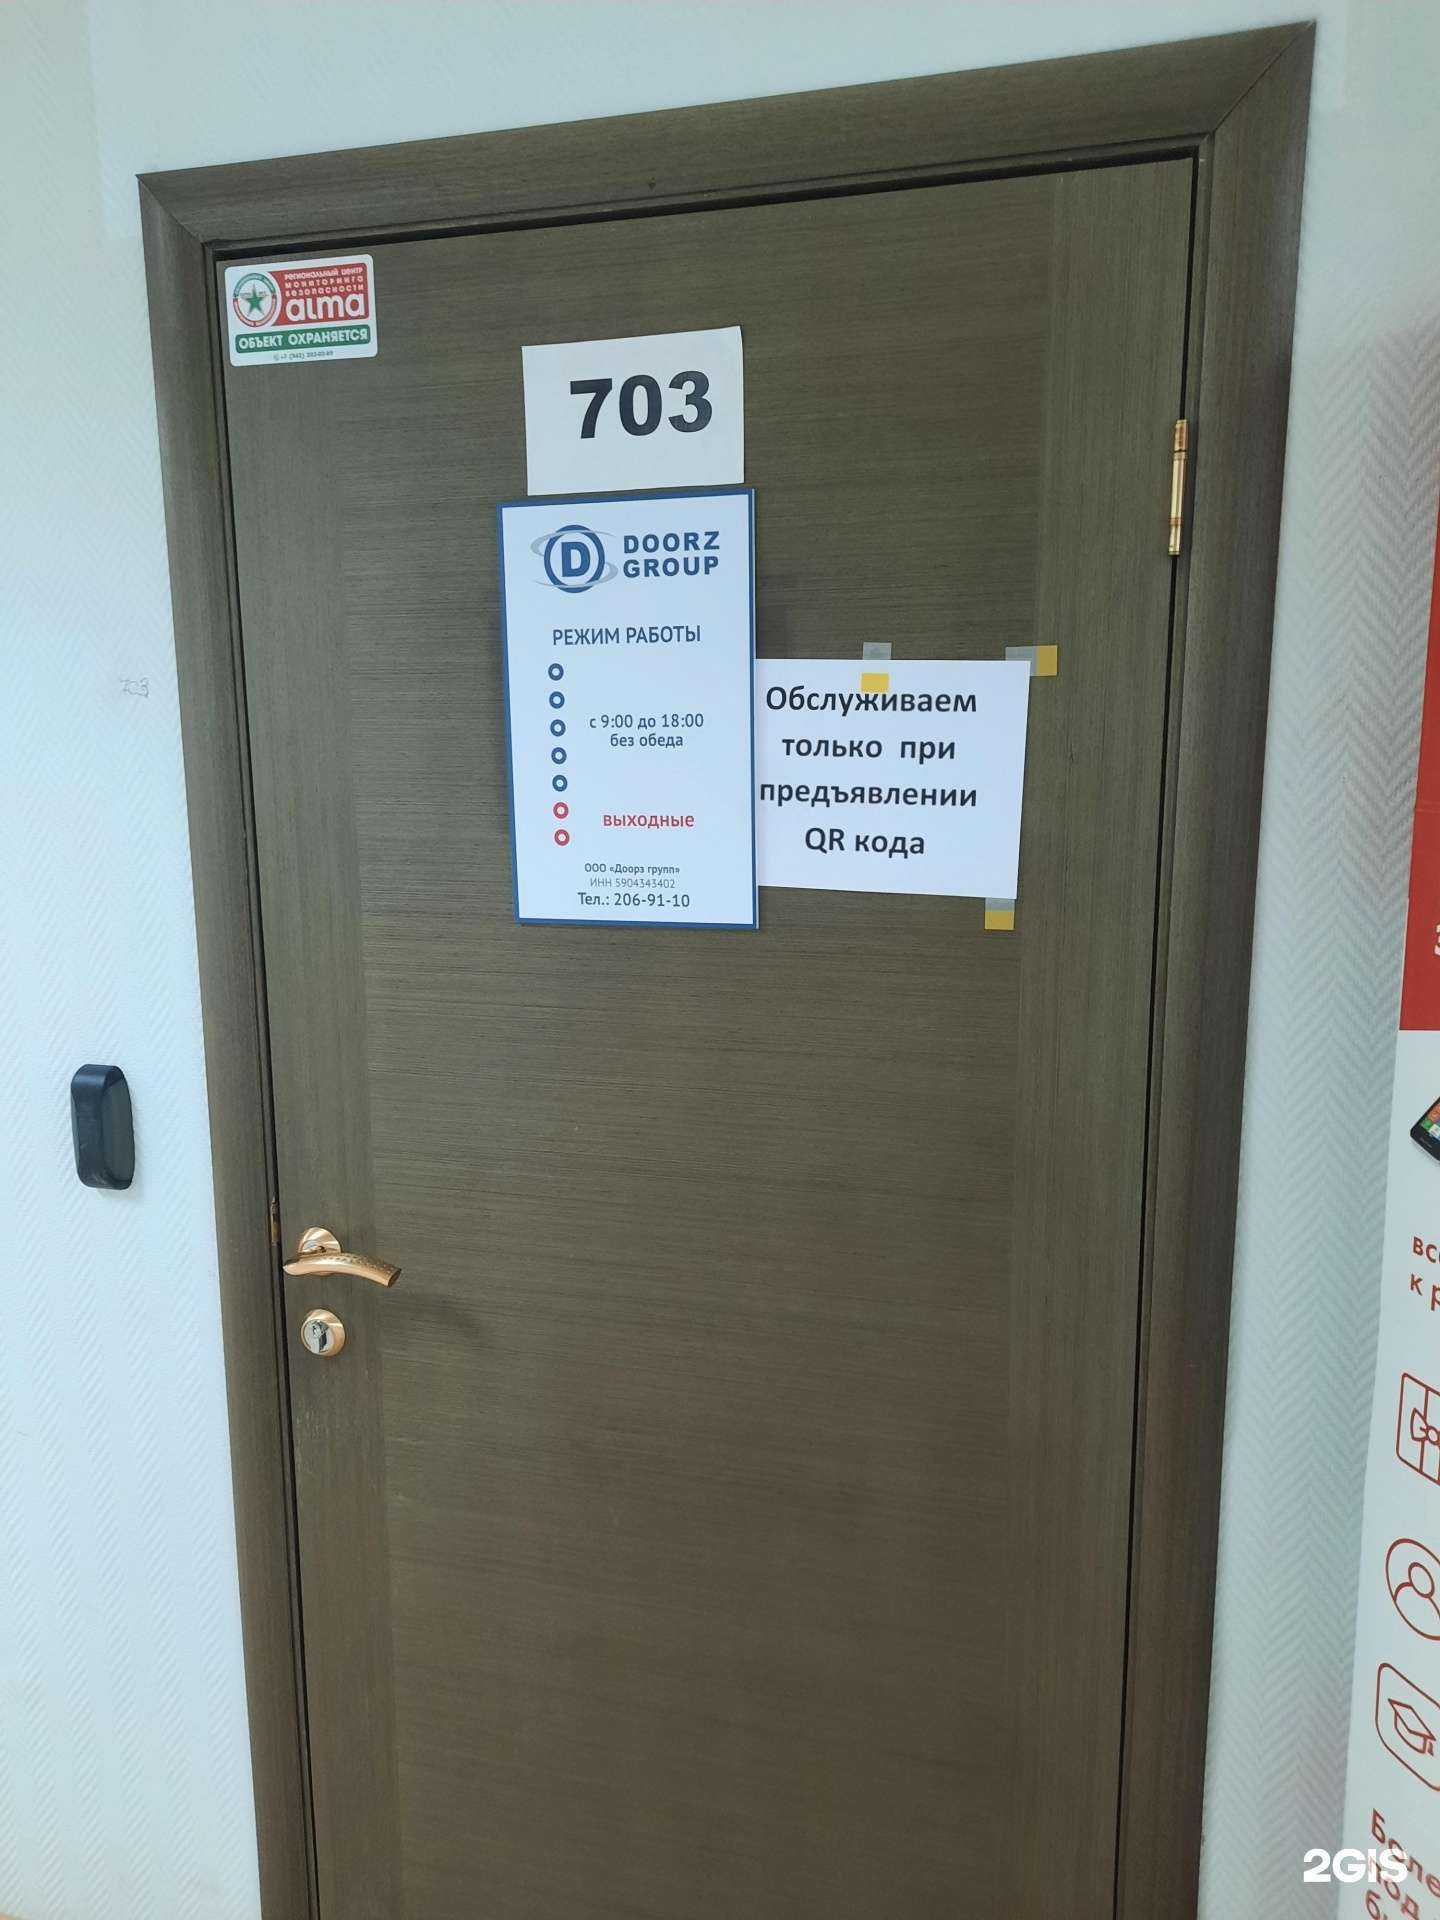 РЕГИОНАЛЬНЫЙ ЦЕНТР
МОНИТОРИНГА
БЕЗОПАСНОСТИ
alma
ОБЪЕКТ ОХРАНЯЕТСЯ
703
D DOORZ
GROUP
РЕЖИМ РАБОТЫ
с 9:00 до 18:00
без обеда
выходные
ООО «Доорз групп»
ИНН 5904343402
Тел.: 206-91-10
Обслуживаем
только при
предъявлении
QR кода
703
к
2GIS